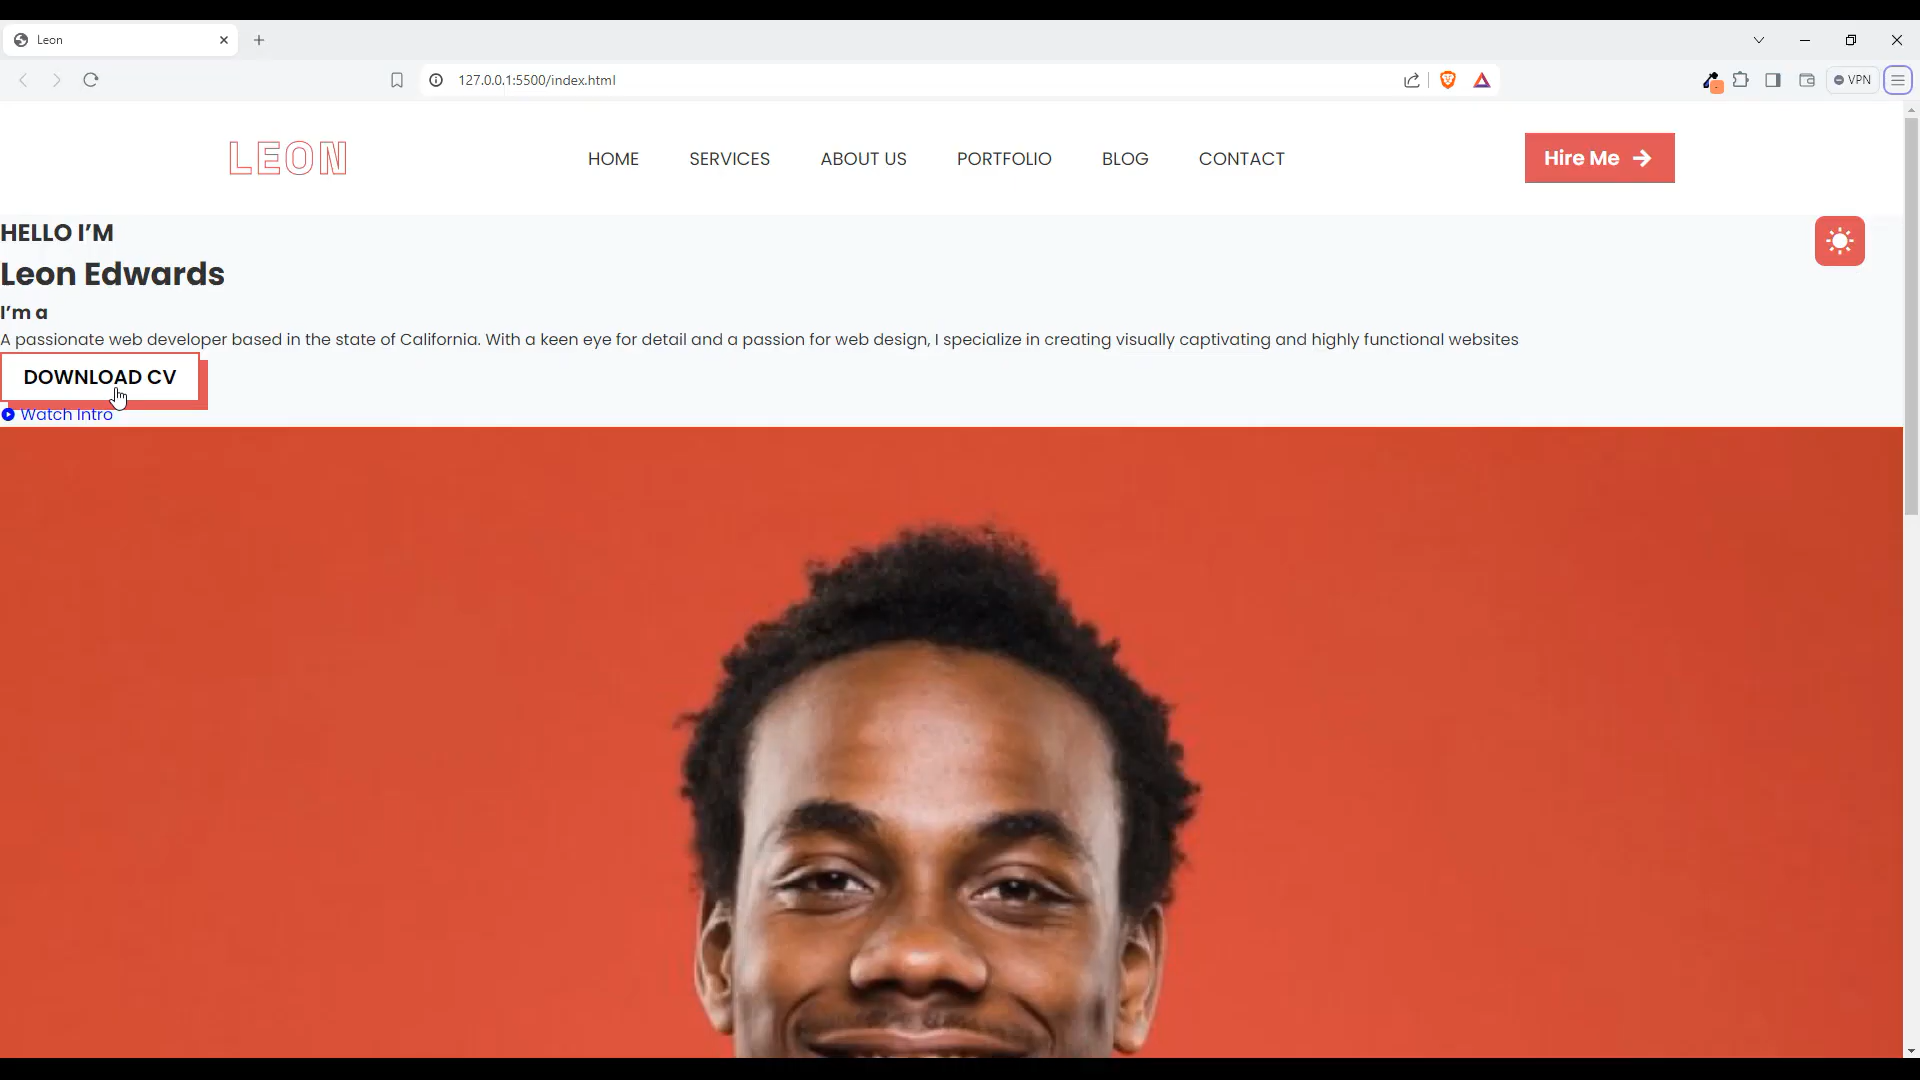 Leon
127.0.0.1:5500/index.html
VPN
LEON
HOME SERVICES ABOUT US PORTFOLIO BLOG CONTACT
Hire Me
HELLO I’M
Leon Edwards
I’m a
A passionate web developer based in the state of California. With a keen eye for detail and a passion for web design, I specialize in creating visually captivating and highly functional websites
DOWNLOAD CV
Watch Intro